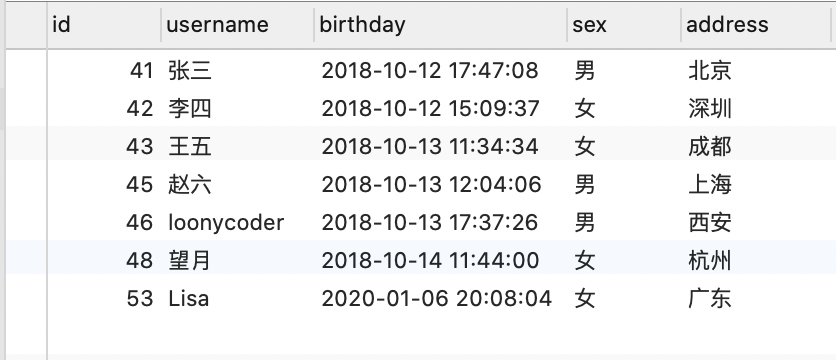 id username birthday sex address
41 张三 2018-10-12 17:47:08 男 北京
42 李四 2018-10-12 15:09:37 女 深圳
43 王五 2018-10-13 11:34:34 女 成都
45 赵六 2018-10-13 12:04:06 男 上海
46 loonycoder 2018-10-13 17:37:26 男 西安
48 望月 2018-10-14 11:44:00 女 杭州
53 Lisa 2020-01-06 20:08:04 女 广东